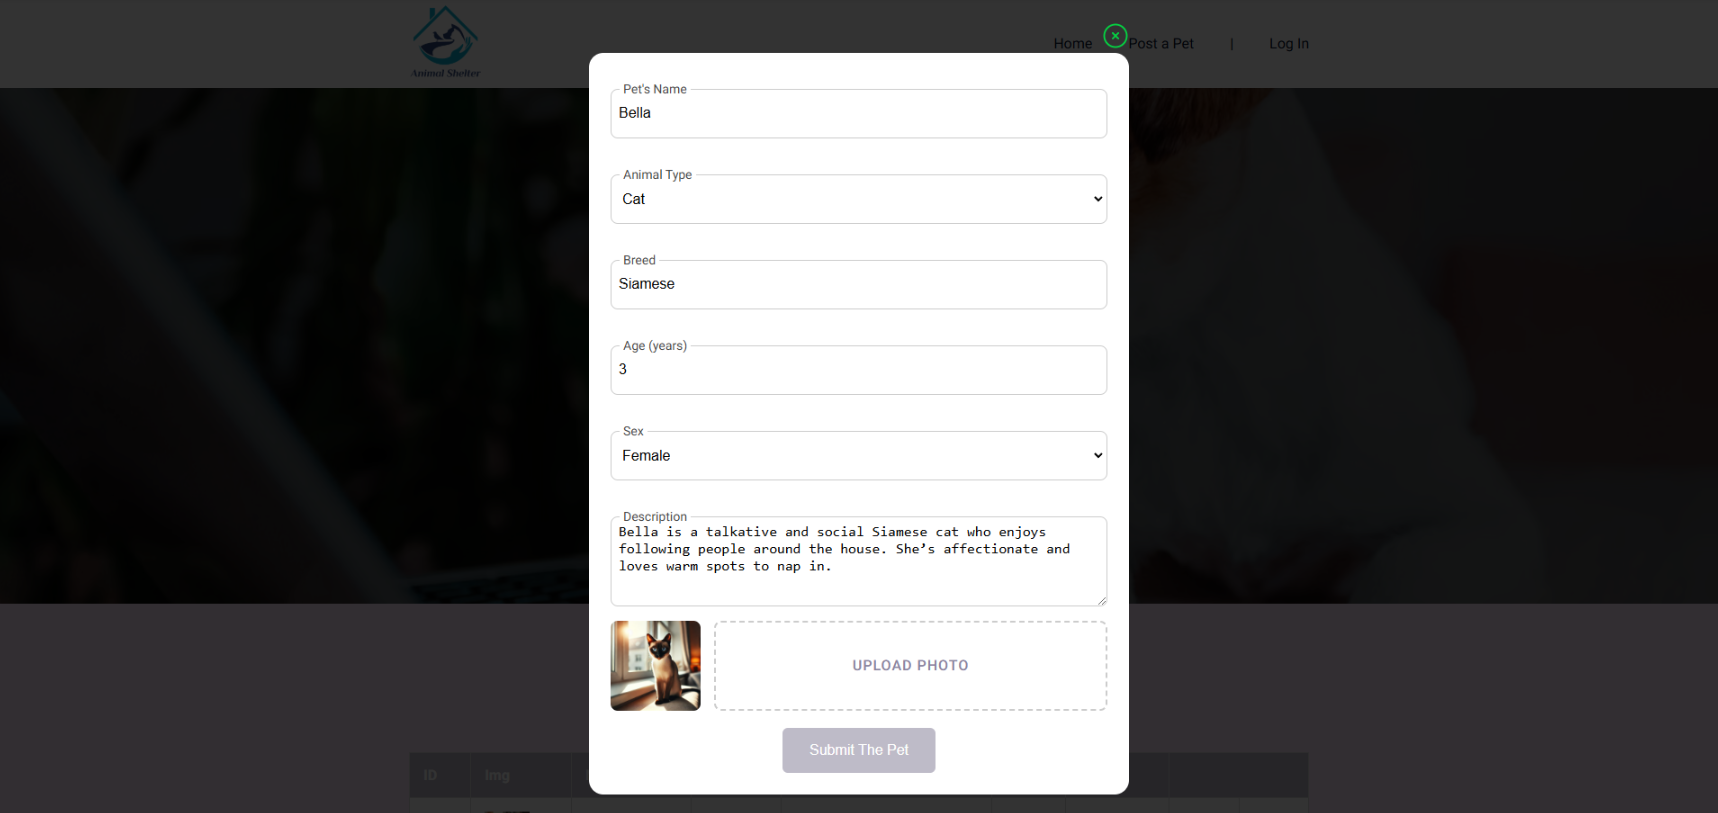 Animal Shelter
Home Post a Pet | Log In
Pet's Name
Bella
Animal Type
Cat
Breed
Siamese
Age (years)
3
Sex
Female
Description
Bella is a talkative and social Siamese cat who enjoys
following people around the house. She’s affectionate and
loves warm spots to nap in.
UPLOAD PHOTO
Submit The Pet
ID Img